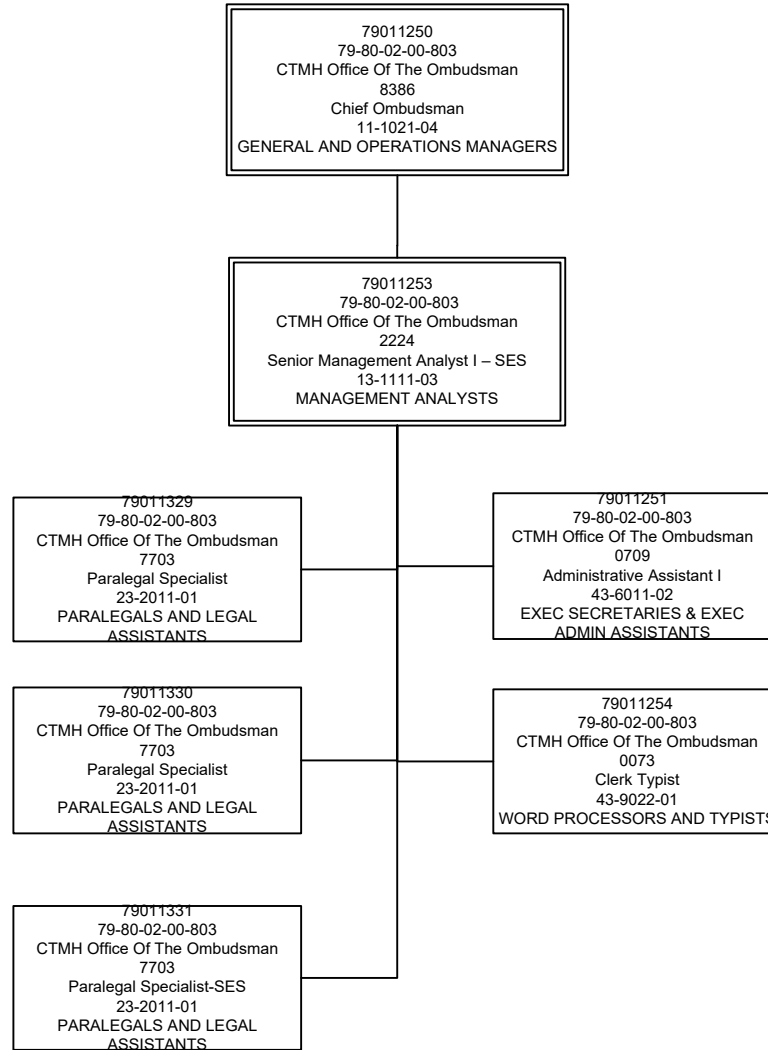 79011250
79-80-02-00-803
CTMH Office Of The Ombudsman
8386
Chief Ombudsman
11-1021-04
GENERAL AND OPERATIONS MANAGERS
79011253
79-80-02-00-803
CTMH Office Of The Ombudsman
2224
Senior Management Analyst I – SES
13-1111-03
MANAGEMENT ANALYSTS
79011329
79-80-02-00-803
CTMH Office Of The Ombudsman
7703
Paralegal Specialist
23-2011-01
PARALEGALS AND LEGAL
ASSISTANTS
79011251
79-80-02-00-803
CTMH Office Of The Ombudsman
0709
Administrative Assistant I
43-6011-02
EXEC SECRETARIES & EXEC
ADMIN ASSISTANTS
79011330
79-80-02-00-803
CTMH Office Of The Ombudsman
7703
Paralegal Specialist
23-2011-01
PARALEGALS AND LEGAL
ASSISTANTS
79011254
79-80-02-00-803
CTMH Office Of The Ombudsman
0073
Clerk Typist
43-9022-01
WORD PROCESSORS AND TYPISTS
79011331
79-80-02-00-803
CTMH Office Of The Ombudsman
7703
Paralegal Specialist-SES
23-2011-01
PARALEGALS AND LEGAL
ASSISTANTS